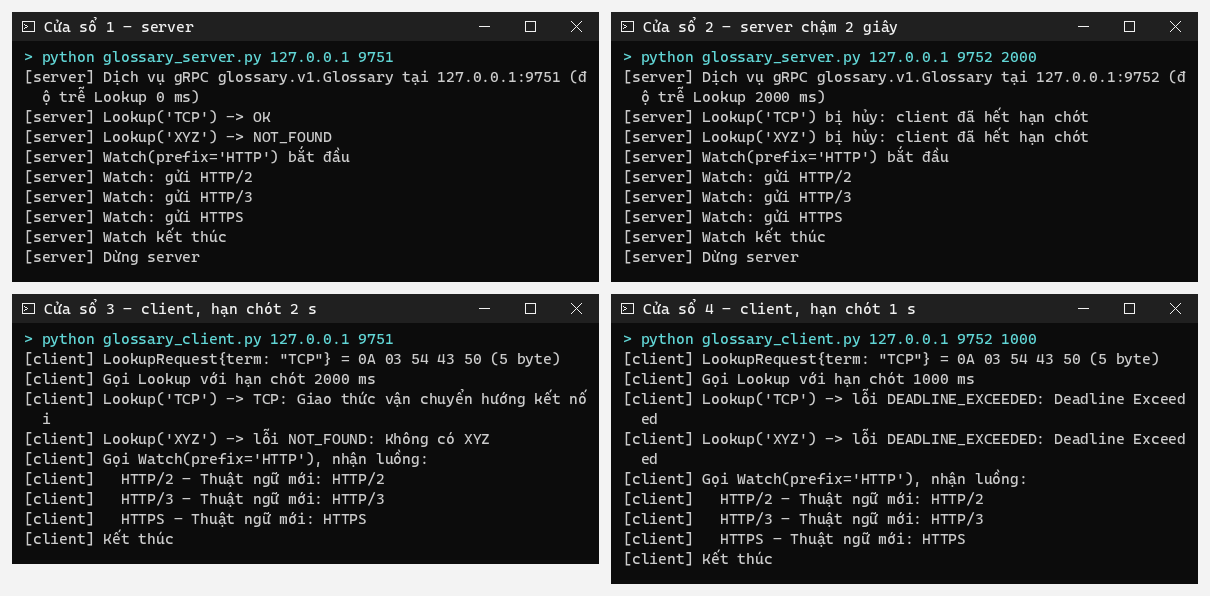 Cửa sổ 1 — server
> python glossary_server.py 127.0.0.1 9751
[server] Dịch vụ gRPC glossary.v1.Glossary tại 127.0.0.1:9751 (đ
ộ trễ Lookup 0 ms)
[server] Lookup('TCP') -> OK
[server] Lookup('XYZ') -> NOT_FOUND
[server] Watch(prefix='HTTP') bắt đầu
[server] Watch: gửi HTTP/2
[server] Watch: gửi HTTP/3
[server] Watch: gửi HTTPS
[server] Watch kết thúc
[server] Dừng server
Cửa sổ 2 — server chậm 2 giây
> python glossary_server.py 127.0.0.1 9752 2000
[server] Dịch vụ gRPC glossary.v1.Glossary tại 127.0.0.1:9752 (đ
ộ trễ Lookup 2000 ms)
[server] Lookup('TCP') bị hủy: client đã hết hạn chót
[server] Lookup('XYZ') bị hủy: client đã hết hạn chót
[server] Watch(prefix='HTTP') bắt đầu
[server] Watch: gửi HTTP/2
[server] Watch: gửi HTTP/3
[server] Watch: gửi HTTPS
[server] Watch kết thúc
[server] Dừng server
Cửa sổ 3 — client, hạn chót 2 s
> python glossary_client.py 127.0.0.1 9751
[client] LookupRequest{term: "TCP"} = 0A 03 54 43 50 (5 byte)
[client] Gọi Lookup với hạn chót 2000 ms
[client] Lookup('TCP') -> TCP: Giao thức vận chuyển hướng kết nố
i
[client] Lookup('XYZ') -> lỗi NOT_FOUND: Không có XYZ
[client] Gọi Watch(prefix='HTTP'), nhận luồng:
[client]   HTTP/2 — Thuật ngữ mới: HTTP/2
[client]   HTTP/3 — Thuật ngữ mới: HTTP/3
[client]   HTTPS — Thuật ngữ mới: HTTPS
[client] Kết thúc
Cửa sổ 4 — client, hạn chót 1 s
> python glossary_client.py 127.0.0.1 9752 1000
[client] LookupRequest{term: "TCP"} = 0A 03 54 43 50 (5 byte)
[client] Gọi Lookup với hạn chót 1000 ms
[client] Lookup('TCP') -> lỗi DEADLINE_EXCEEDED: Deadline Exceed
ed
[client] Lookup('XYZ') -> lỗi DEADLINE_EXCEEDED: Deadline Exceed
ed
[client] Gọi Watch(prefix='HTTP'), nhận luồng:
[client]   HTTP/2 — Thuật ngữ mới: HTTP/2
[client]   HTTP/3 — Thuật ngữ mới: HTTP/3
[client]   HTTPS — Thuật ngữ mới: HTTPS
[client] Kết thúc